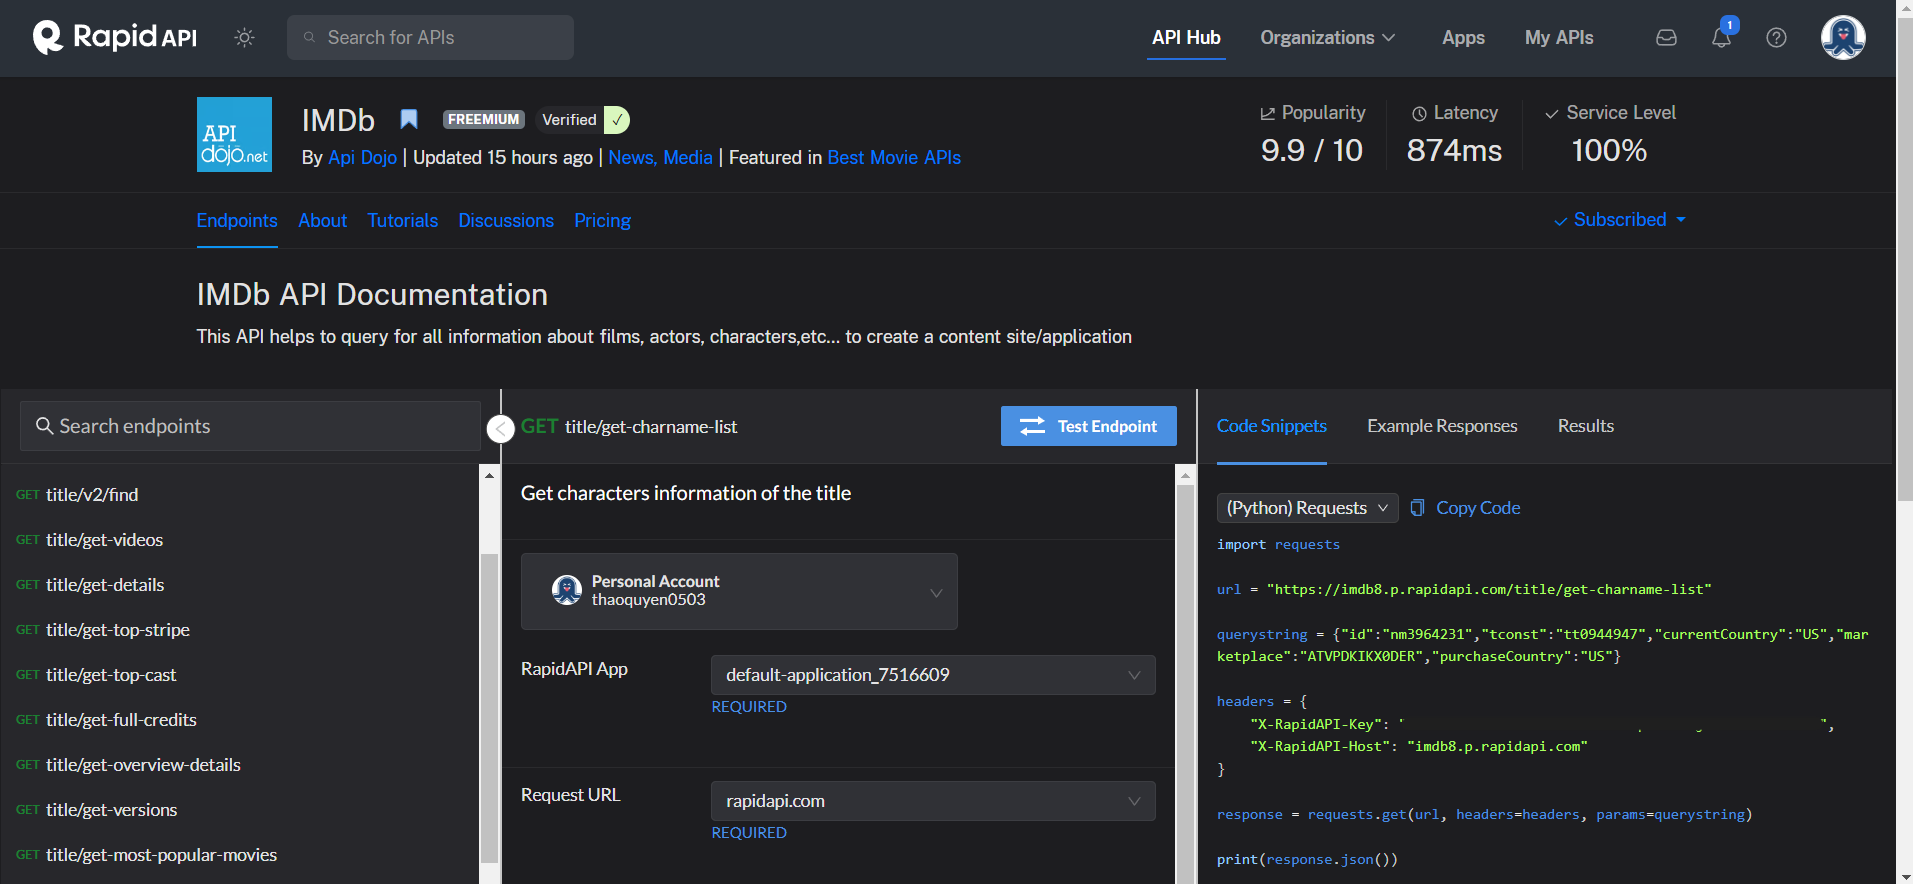 Rapid API
Search for APIs
API Hub
Organizations
Apps
My APIs
1
API
dōjō.net
IMDb
FREEMIUM
Verified ✓
By Api Dojo | Updated 15 hours ago | News, Media | Featured in Best Movie APIs
Popularity
9.9 / 10
Latency
874ms
Service Level
100%
Endpoints
About
Tutorials
Discussions
Pricing
Subscribed
IMDb API Documentation
This API helps to query for all information about films, actors, characters,etc... to create a content site/application
Search endpoints
GET title/v2/find
GET title/get-videos
GET title/get-details
GET title/get-top-stripe
GET title/get-top-cast
GET title/get-full-credits
GET title/get-overview-details
GET title/get-versions
GET title/get-most-popular-movies
GET title/get-charname-list
Test Endpoint
Get characters information of the title
Personal Account
thaoquyen0503
RapidAPI App
default-application_7516609
REQUIRED
Request URL
rapidapi.com
REQUIRED
Code Snippets
Example Responses
Results
(Python) Requests
Copy Code
import requests
url = "https://imdb8.p.rapidapi.com/title/get-charname-list"
querystring = {"id":"nm3964231","tconst":"tt0944947","currentCountry":"US","mar
ketplace":"ATVPDKIKX0DER","purchaseCountry":"US"}
headers = {
"X-RapidAPI-Key": "",
"X-RapidAPI-Host": "imdb8.p.rapidapi.com"
}
response = requests.get(url, headers=headers, params=querystring)
print(response.json())